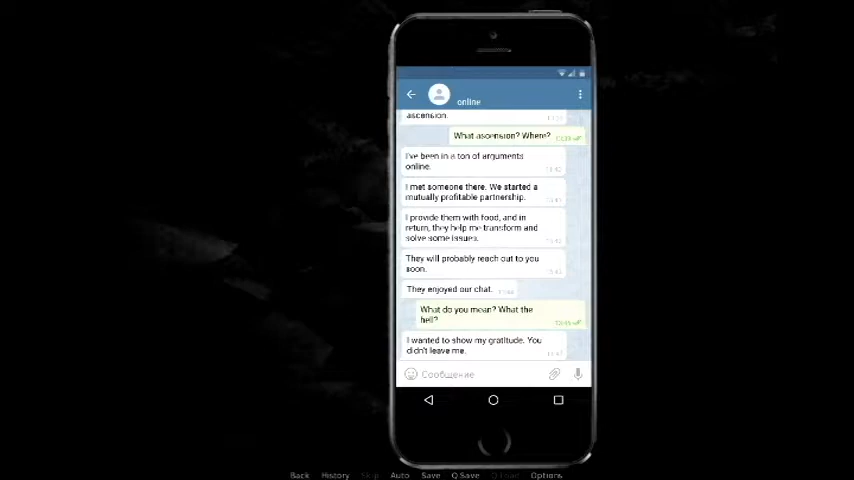 online
ascension.
What ascension? Where?
I've been in a ton of arguments
online.
I met someone there. We started a
mutually profitable partnership.
I provide them with food, and in
return, they help me transform and
solve some issues.
They will probably reach out to you
soon.
They enjoyed our chat.
What do you mean? What the
hell?
I wanted to show my gratitude. You
didn't leave me.
Сообщение
Back History Skip Auto Save Q.Save Q.Load Options